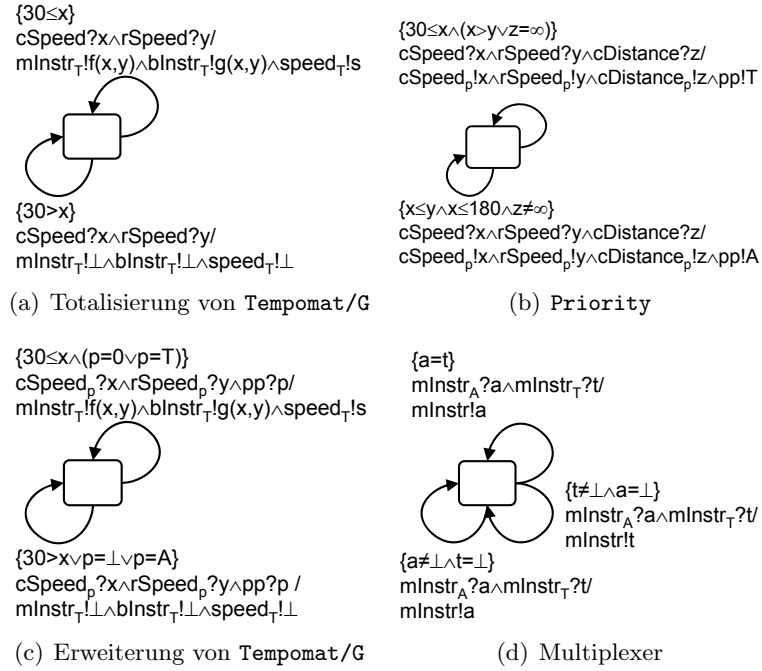 {30≤x}
cSpeed?x∧rSpeed?y/
mInstr_T!f(x,y)∧bInstr_T!g(x,y)∧speed_T!s
{30>x}
cSpeed?x∧rSpeed?y/
mInstr_T!⊥∧bInstr_T!⊥∧speed_T!⊥
(a) Totalisierung von Tempomat/G
{30≤x∧(x>y∨z=∞)}
cSpeed?x∧rSpeed?y∧cDistance?z/
cSpeed_p!x∧rSpeed_p!y∧cDistance_p!z∧pp!T
{x≤y∧x≤180∧z≠∞}
cSpeed?x∧rSpeed?y∧cDistance?z/
cSpeed_p!x∧rSpeed_p!y∧cDistance_p!z∧pp!A
(b) Priority
{30≤x∧(p=0∨p=T)}
cSpeed_p?x∧rSpeed_p?y∧pp?p/
mInstr_T!f(x,y)∧bInstr_T!g(x,y)∧speed_T!s
{30>x∨p=⊥∨p=A}
cSpeed_p?x∧rSpeed_p?y∧pp?p /
mInstr_T!⊥∧bInstr_T!⊥∧speed_T!⊥
(c) Erweiterung von Tempomat/G
{a=t}
mInstr_A?a∧mInstr_T?t/
mInstr!a
{t≠⊥∧a=⊥}
mInstr_A?a∧mInstr_T?t/
mInstr!t
{a≠⊥∧t=⊥}
mInstr_A?a∧mInstr_T?t/
mInstr!a
(d) Multiplexer